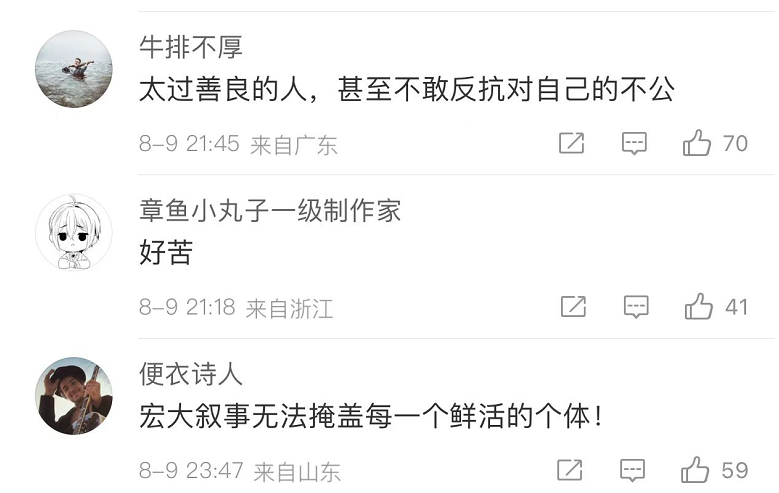 牛排不厚
太过善良的人，甚至不敢反抗对自己的不公
8-9 21:45 来自广东
70
章鱼小丸子一级制作家
好苦
8-9 21:18 来自浙江
41
便衣诗人
宏大叙事无法掩盖每一个鲜活的个体！
8-9 23:47 来自山东
59